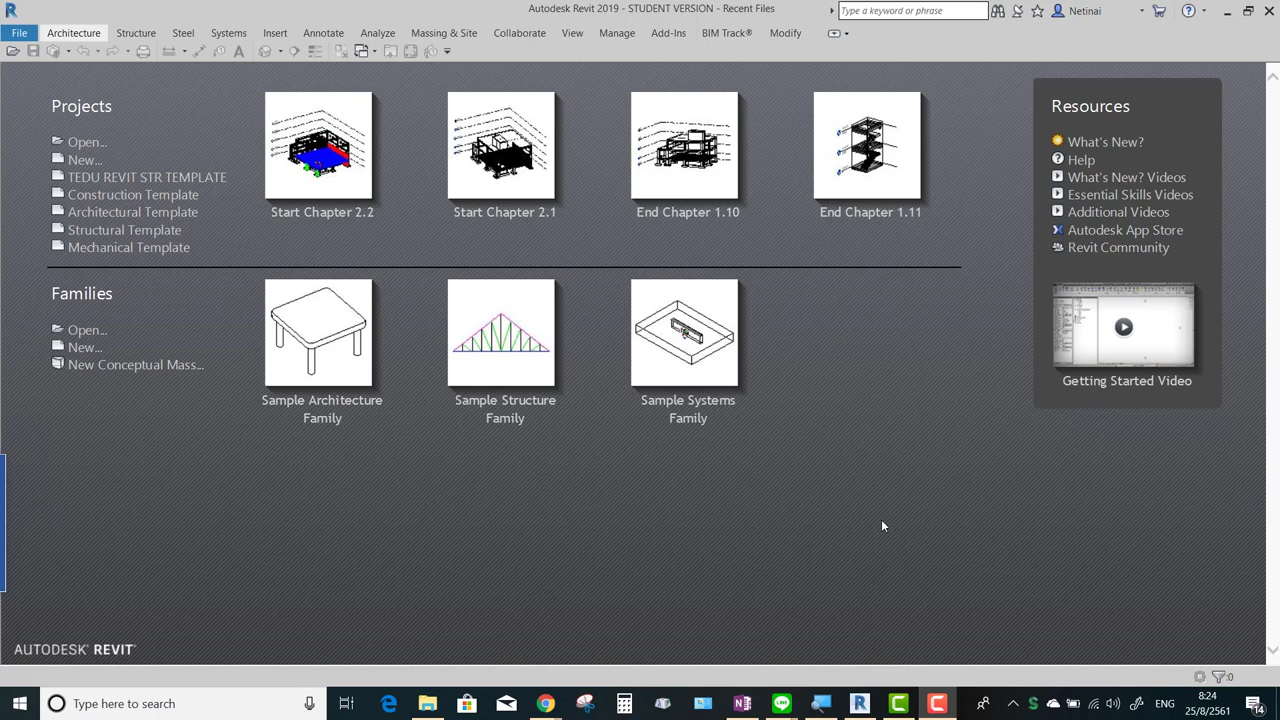 Autodesk Revit 2019 - STUDENT VERSION - Recent Files
Type a keyword or phrase
Netinai
File Architecture Structure Steel Systems Insert Annotate Analyze Massing & Site Collaborate View Manage Add-Ins BIM Track® Modify
Projects
Open...
New...
TEDU REVIT STR TEMPLATE
Construction Template
Architectural Template
Structural Template
Mechanical Template
Start Chapter 2.2
Start Chapter 2.1
End Chapter 1.10
End Chapter 1.11
Families
Open...
New...
New Conceptual Mass...
Sample Architecture
Family
Sample Structure
Family
Sample Systems
Family
Resources
What's New?
Help
What's New? Videos
Essential Skills Videos
Additional Videos
Autodesk App Store
Revit Community
Getting Started Video
AUTODESK® REVIT®
:0
Type here to search
ENG
8:24
25/8/2561